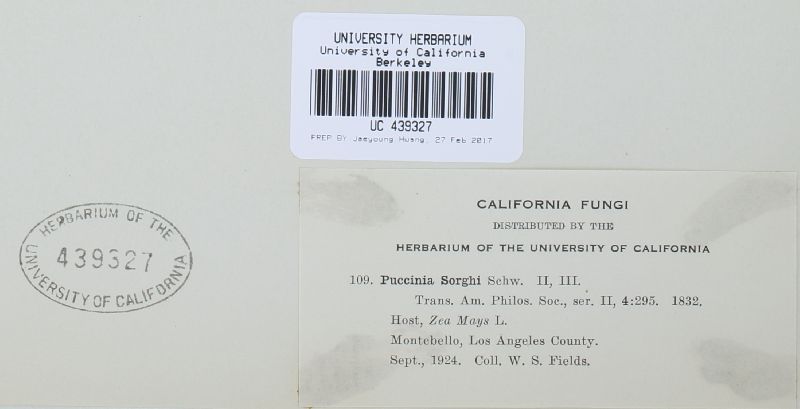 UNIVERSITY HERBARIUM
University of California
Berkeley
UC 439327
PREP BY Jaeyoung Huang, 27 Feb 2017
HERBARIUM OF THE
439327
UNIVERSITY OF CALIFORNIA
CALIFORNIA FUNGI
DISTRIBUTED BY THE
HERBARIUM OF THE UNIVERSITY OF CALIFORNIA
109. Puccinia Sorghi Schw. II, III.
Trans. Am. Philos. Soc., ser. II, 4:295. 1832.
Host, Zea Mays L.
Montebello, Los Angeles County.
Sept., 1924. Coll. W. S. Fields.